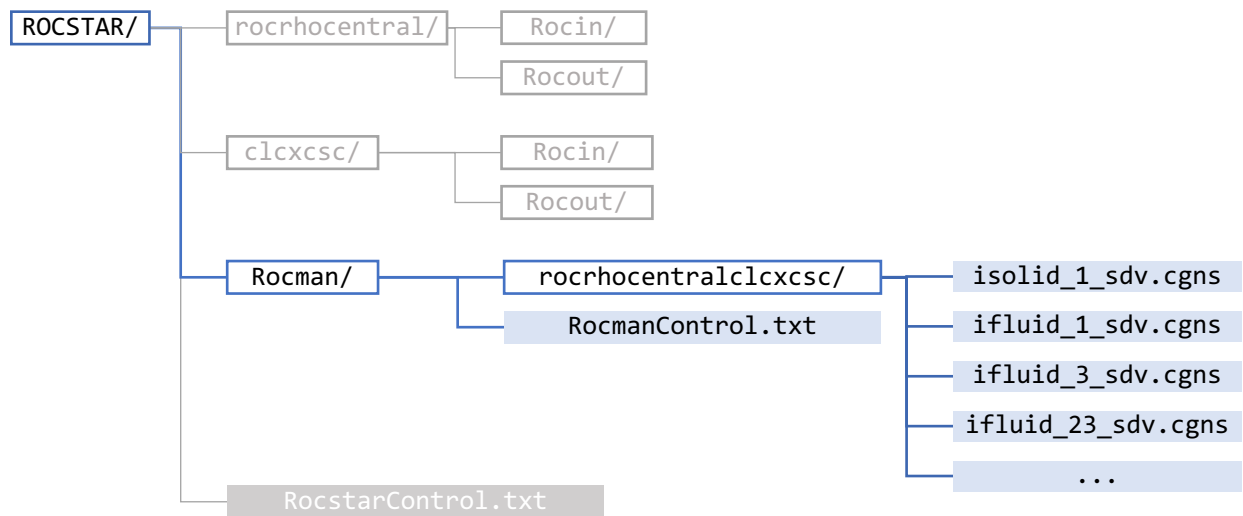 ROCSTAR/
rocrhocentral/
Rocin/
Rocout/
clcxcsc/
Rocin/
Rocout/
Rocman/
rocrhocentralclcxcsc/
isolid_1_sdv.cgns
RocmanControl.txt
ifluid_1_sdv.cgns
ifluid_3_sdv.cgns
ifluid_23_sdv.cgns
...
RocstarControl.txt